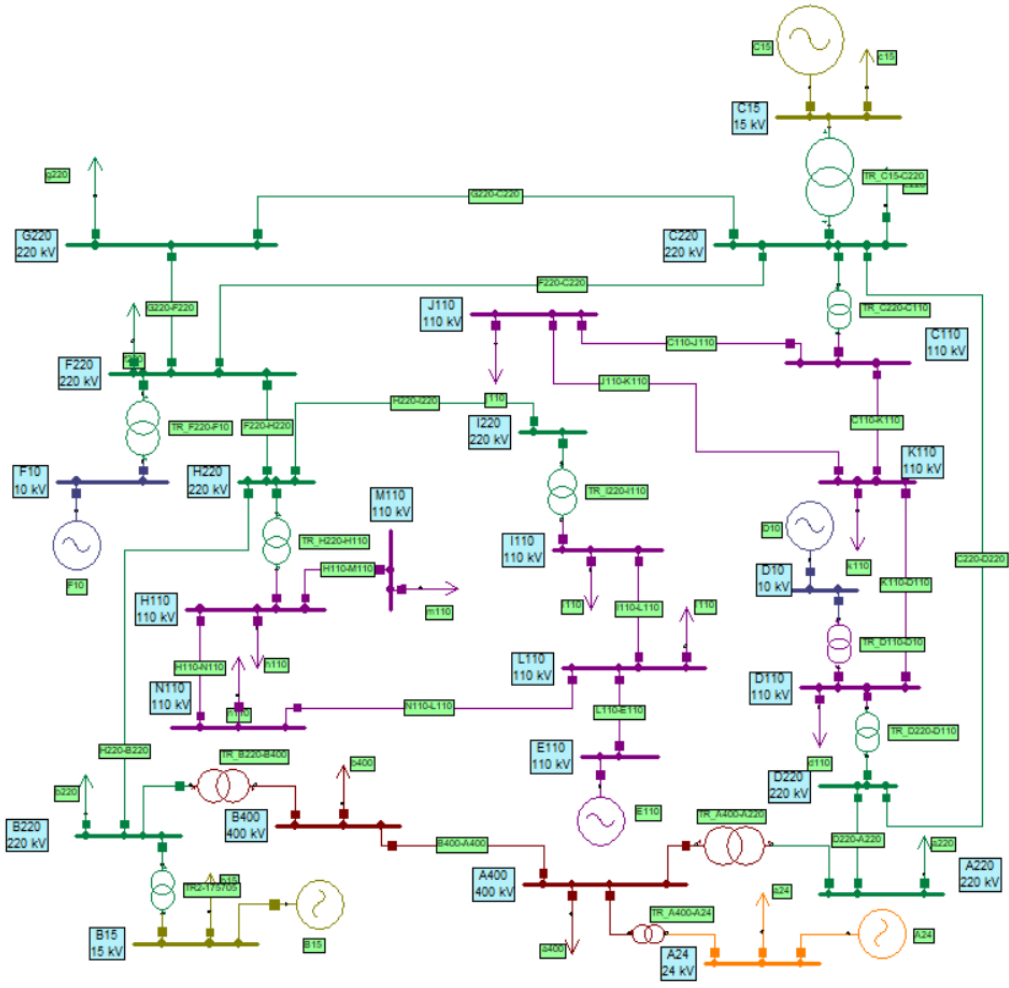 C15
c15
C15
15 kV
TR_C15-C220
g220
G220-C220
G220
220 kV
C220
220 kV
F220-C220
G220-F220
J110
110 kV
TR_C220-C110
C110
110 kV
C110-J110
F220
220 kV
J110-K110
H220-I220
j110
TR_F220-F10
F220-H220
I220
220 kV
C110-K110
F10
10 kV
H220
220 kV
K110
110 kV
M110
110 kV
TR_I220-I110
D10
TR_H220-H110
I110
110 kV
C220-D220
F10
H110-M110
k110
D10
10 kV
K110-D110
m110
i110
I110-L110
l110
H110
110 kV
TR_D110-D10
H110-N110
h110
L110
110 kV
N110
110 kV
D110
110 kV
n110
N110-L110
L110-E110
H220-B220
TR_B220-B400
E110
110 kV
d110
D220
220 kV
b220
b400
E110
TR_A400-A220
B220
220 kV
B400
400 kV
B400-A400
D220-A220
a220
A400
400 kV
A220
220 kV
b15
TR2-175705
a24
TR_A400-A24
B15
15 kV
B15
a400
A24
24 kV
A24